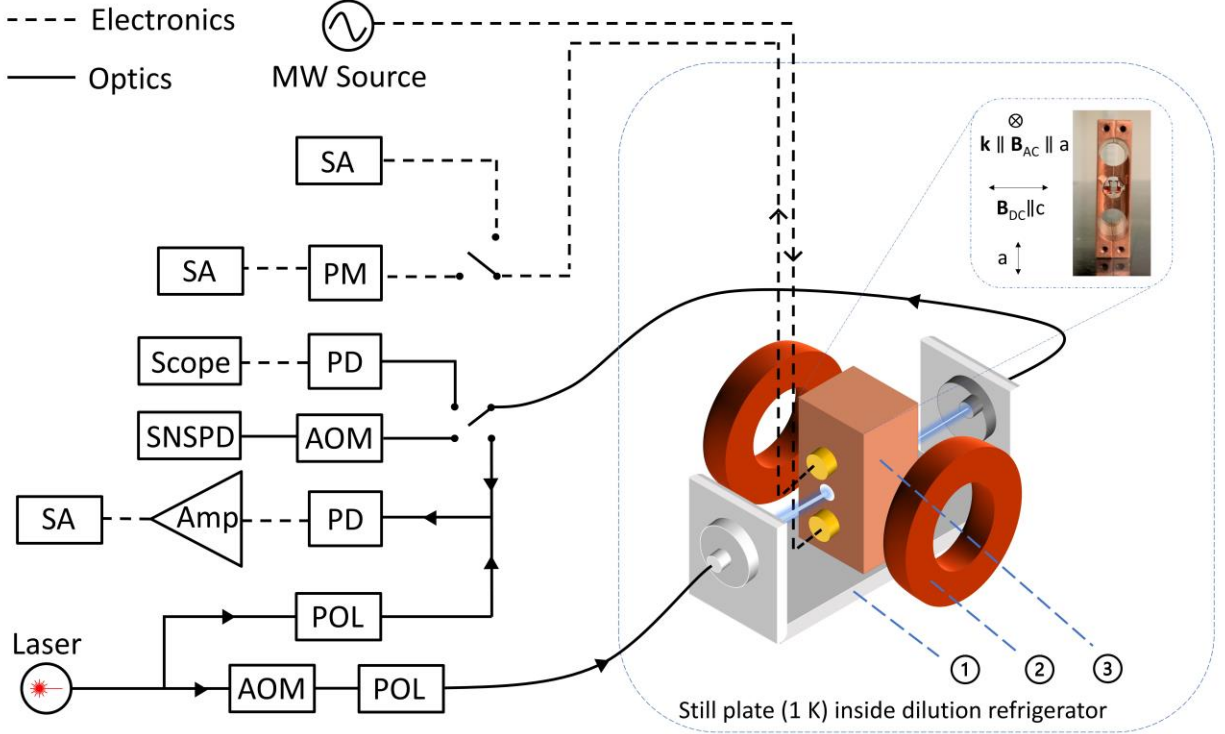 Electronics
Optics
MW Source
SA
SA
PM
Scope
PD
SNSPD
AOM
SA
Amp
PD
POL
Laser
AOM
POL
⊗
k ∥ B_AC ∥ a
B_DC∥c
a
①
②
③
Still plate (1 K) inside dilution refrigerator